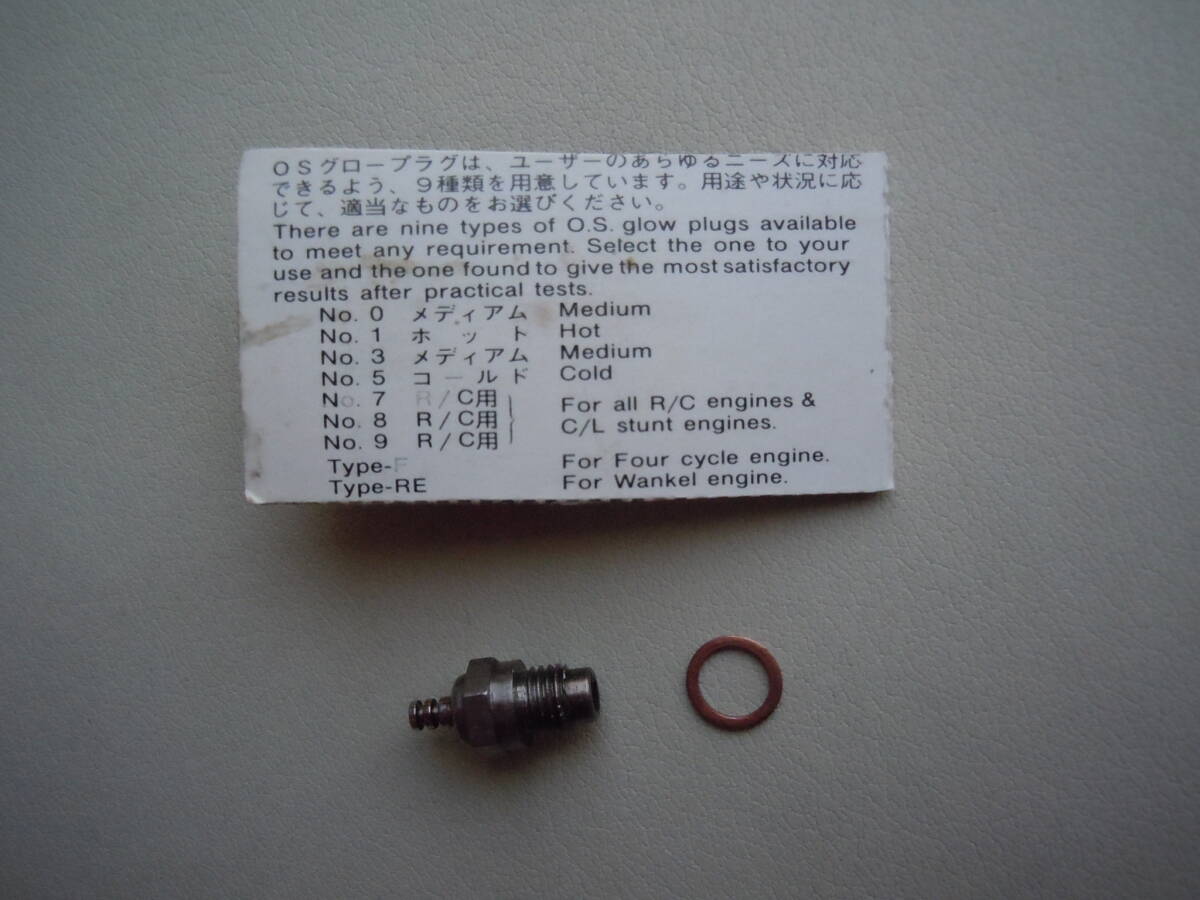 OSグロープラグは、ユーザーのあらゆるニーズに対応
できるよう、9種類を用意しています。用途や状況に応
じて、適当なものをお選びください。
There are nine types of O.S. glow plugs available
to meet any requirement. Select the one to your
use and the one found to give the most satisfactory
results after practical tests.
No. 0 メディアム Medium
No. 1 ホット Hot
No. 3 メディアム Medium
No. 5 コールド Cold
No. 7 R/C用
No. 8 R/C用
No. 9 R/C用
For all R/C engines &
C/L stunt engines.
Type-F For Four cycle engine.
Type-RE For Wankel engine.